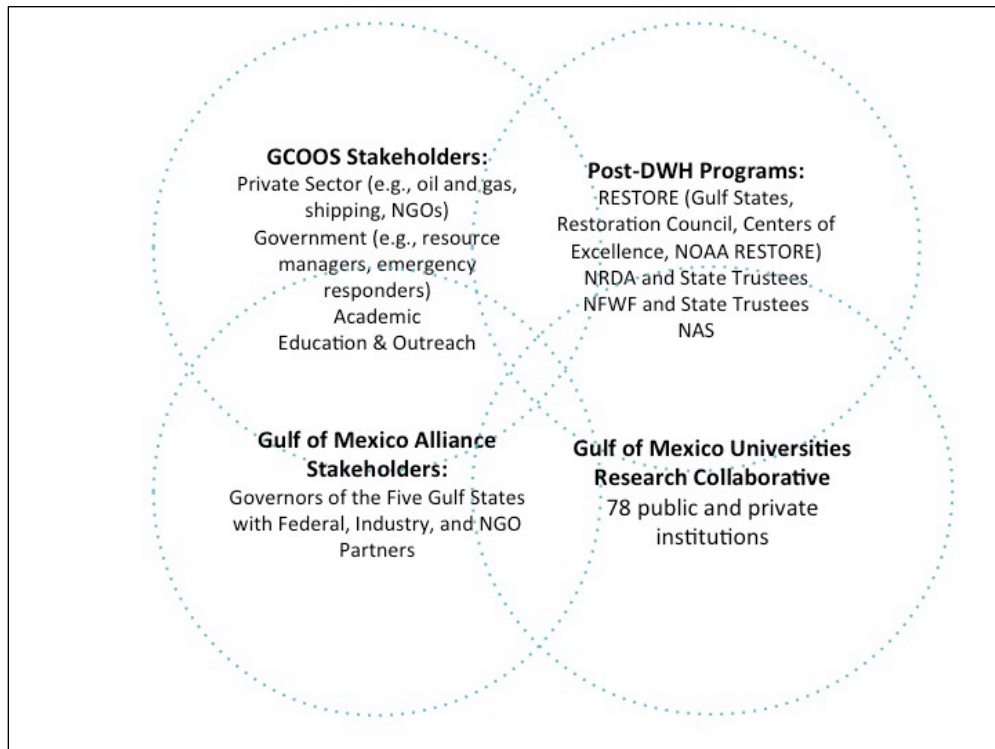 GCOOS Stakeholders:
Private Sector (e.g., oil and gas,
shipping, NGOs)
Government (e.g., resource
managers, emergency
responders)
Academic
Education & Outreach
Post-DWH Programs:
RESTORE (Gulf States,
Restoration Council, Centers of
Excellence, NOAA RESTORE)
NRDA and State Trustees
NFWF and State Trustees
NAS
Gulf of Mexico Alliance
Stakeholders:
Governors of the Five Gulf States
with Federal, Industry, and NGO
Partners
Gulf of Mexico Universities
Research Collaborative
78 public and private
institutions